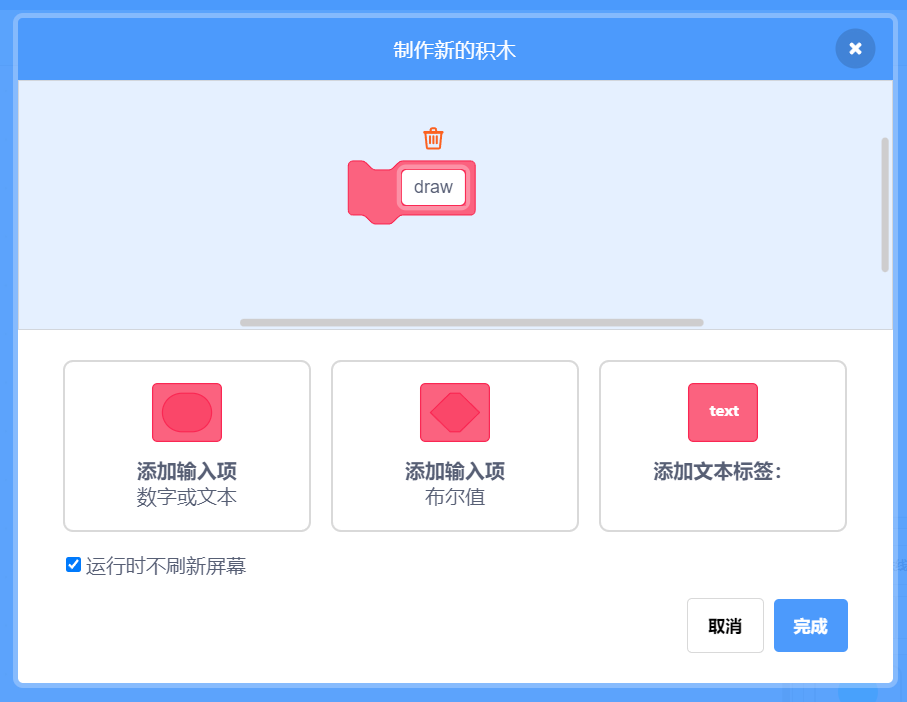 制作新的积木
draw
text
添加输入项
数字或文本
添加输入项
布尔值
添加文本标签：
运行时不刷新屏幕
取消
完成